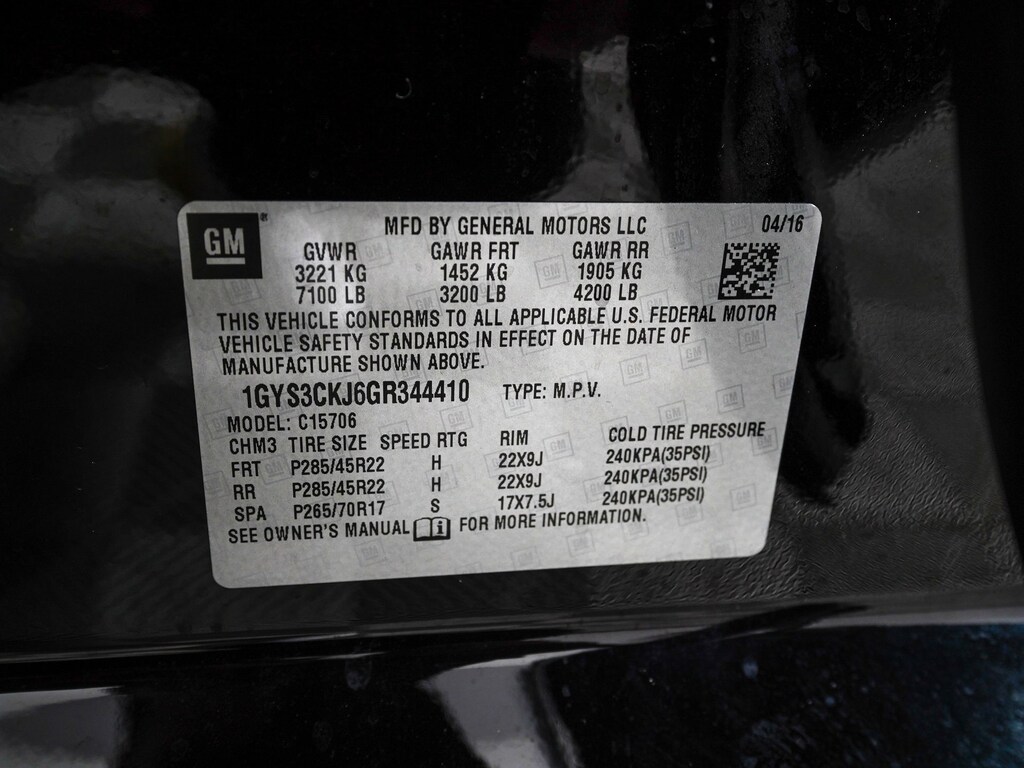 GM
MFD BY GENERAL MOTORS LLC 04/16
GVWR GAWR FRT GAWR RR
3221 KG 1452 KG 1905 KG
7100 LB 3200 LB 4200 LB
THIS VEHICLE CONFORMS TO ALL APPLICABLE U.S. FEDERAL MOTOR
VEHICLE SAFETY STANDARDS IN EFFECT ON THE DATE OF
MANUFACTURE SHOWN ABOVE.
1GYS3CKJ6GR344410 TYPE: M.P.V.
MODEL: C15706
CHM3 TIRE SIZE SPEED RTG RIM COLD TIRE PRESSURE
FRT P285/45R22 H 22X9J 240KPA(35PSI)
RR P285/45R22 H 22X9J 240KPA(35PSI)
SPA P265/70R17 S 17X7.5J 240KPA(35PSI)
SEE OWNER'S MANUAL i FOR MORE INFORMATION.